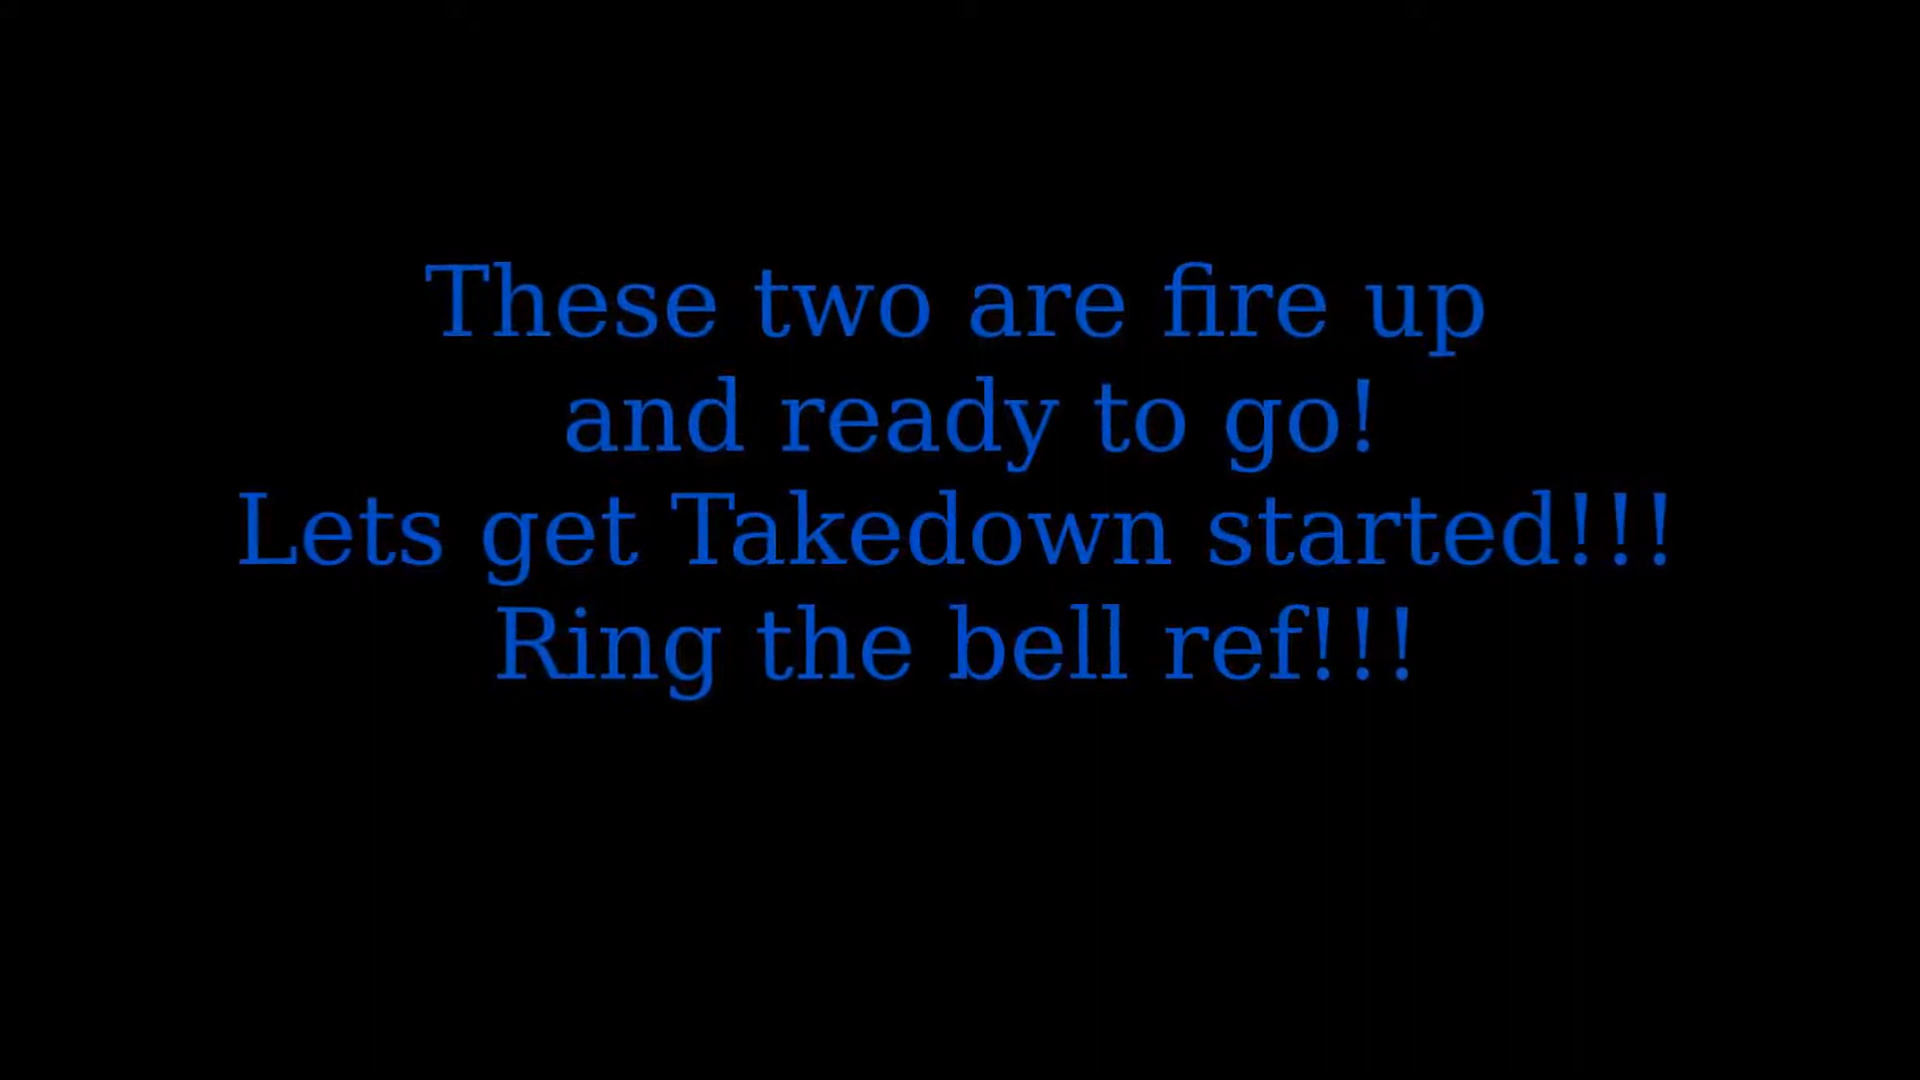 These two are fire up
and ready to go!
Lets get Takedown started!!!
Ring the bell ref!!!